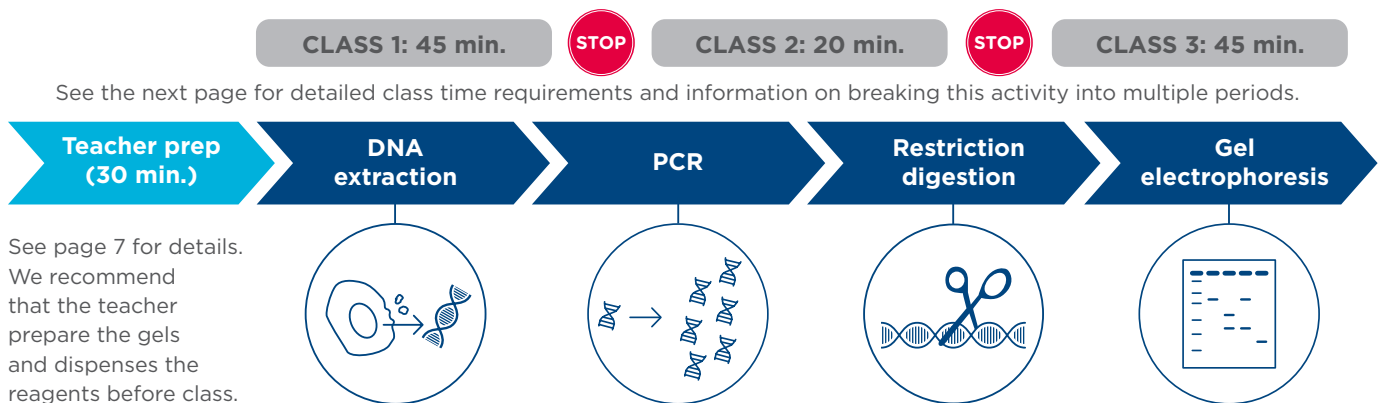 CLASS 1: 45 min.
STOP
CLASS 2: 20 min.
STOP
CLASS 3: 45 min.
See the next page for detailed class time requirements and information on breaking this activity into multiple periods.
Teacher prep
(30 min.)
DNA
extraction
PCR
Restriction
digestion
Gel
electrophoresis
See page 7 for details.
We recommend
that the teacher
prepare the gels
and dispenses the
reagents before class.